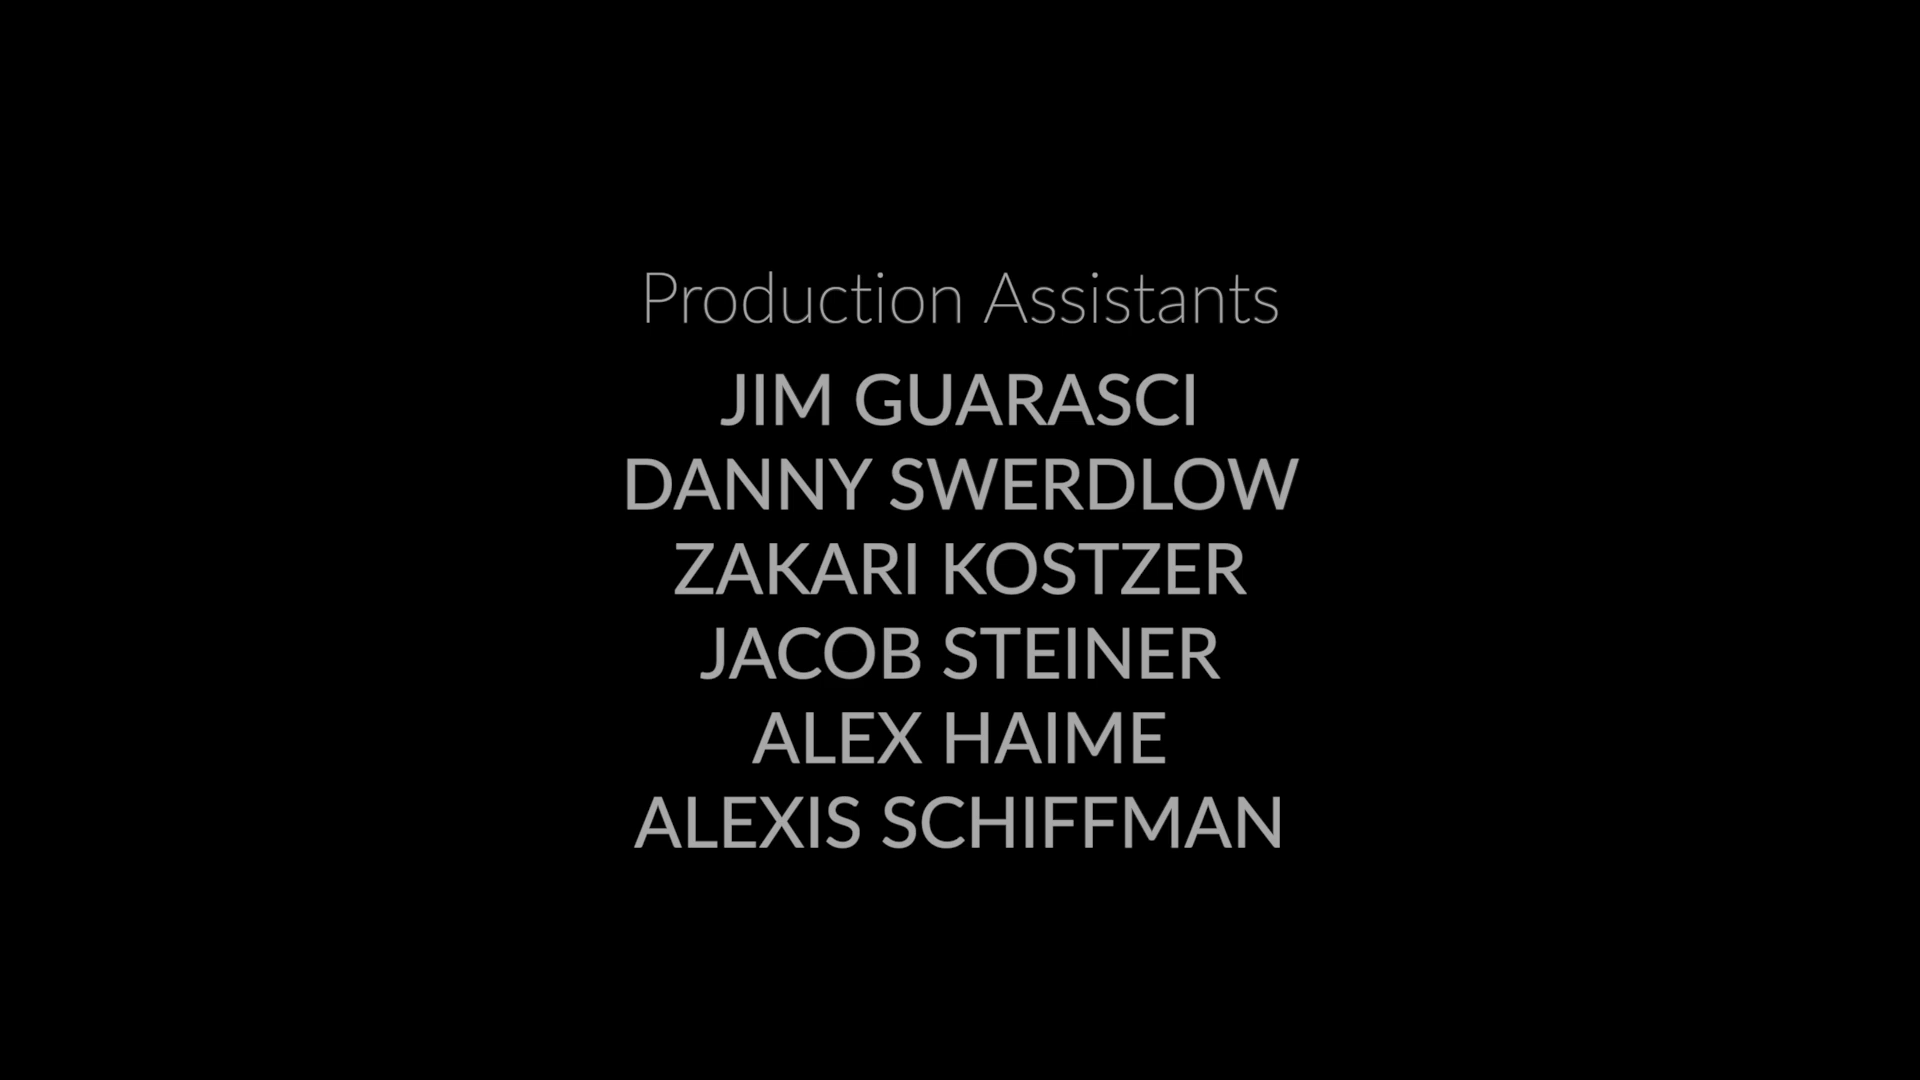 Production Assistants
JIM GUARASCI
DANNY SWERDLOW
ZAKARI KOSTZER
JACOB STEINER
ALEX HAIME
ALEXIS SCHIFFMAN